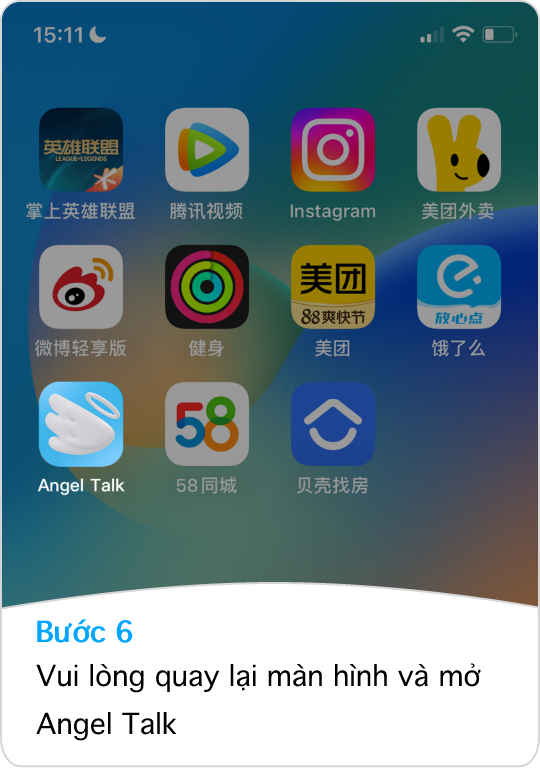 15:11
英雄联盟
LEAGUE OF LEGENDS
美团
88爽快节
放心点
掌上英雄联盟
腾讯视频
Instagram
美团外卖
微博轻享版
健身
美团
饿了么
58
Angel Talk
58同城
贝壳找房
Bước 6
Vui lòng quay lại màn hình và mở
Angel Talk